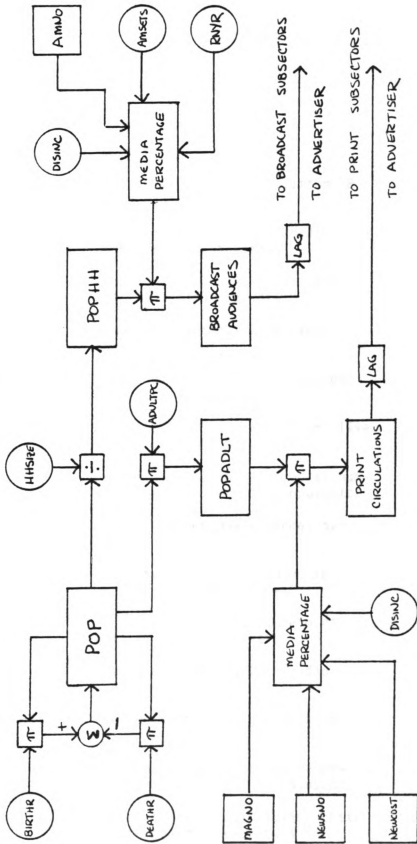 AMNO
AMSETS
RNYR
DISINC
MEDIA
PERCENTAGE
TO BROADCAST SUBSECTORS
TO ADVERTISER
TO PRINT SUBSECTORS
TO ADVERTISER
POPHH
π
BROADCAST
AUDIENCES
LAG
HHSIZE
÷
ADULTPC
π
POPADLT
π
PRINT
CIRCULATIONS
LAG
POP
π
+
Σ
-
π
BIRTHR
DEATHR
MEDIA
PERCENTAGE
DISINC
MAGNO
NEWSNO
NEWCOST